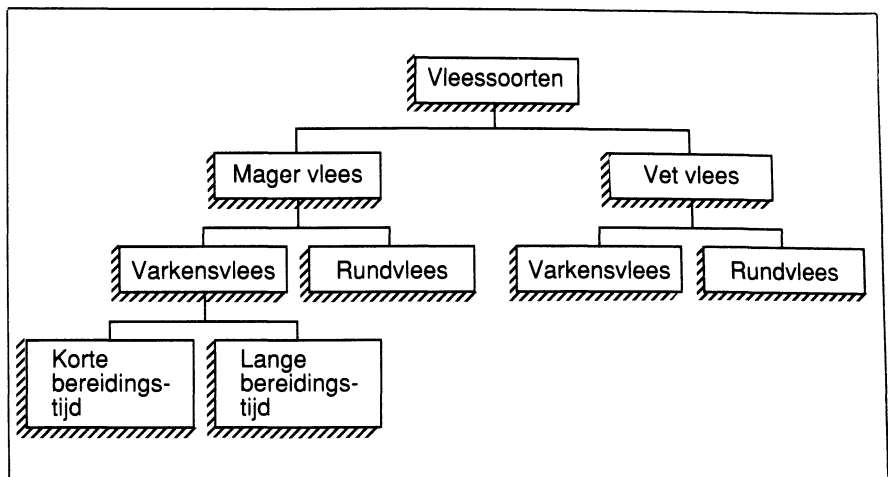 Vleessoorten
Mager vlees
Vet vlees
Varkensvlees
Rundvlees
Varkensvlees
Rundvlees
Korte
bereidings-
tijd
Lange
bereidings-
tijd